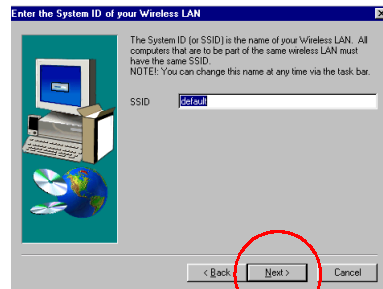 Enter the System ID of your Wireless LAN
The System ID (or SSID) is the name of your Wireless LAN. All
computers that are to be part of the same wireless LAN must
have the same SSID.
NOTE!: You can change this name at any time via the task bar.
SSID default
< Back Next > Cancel